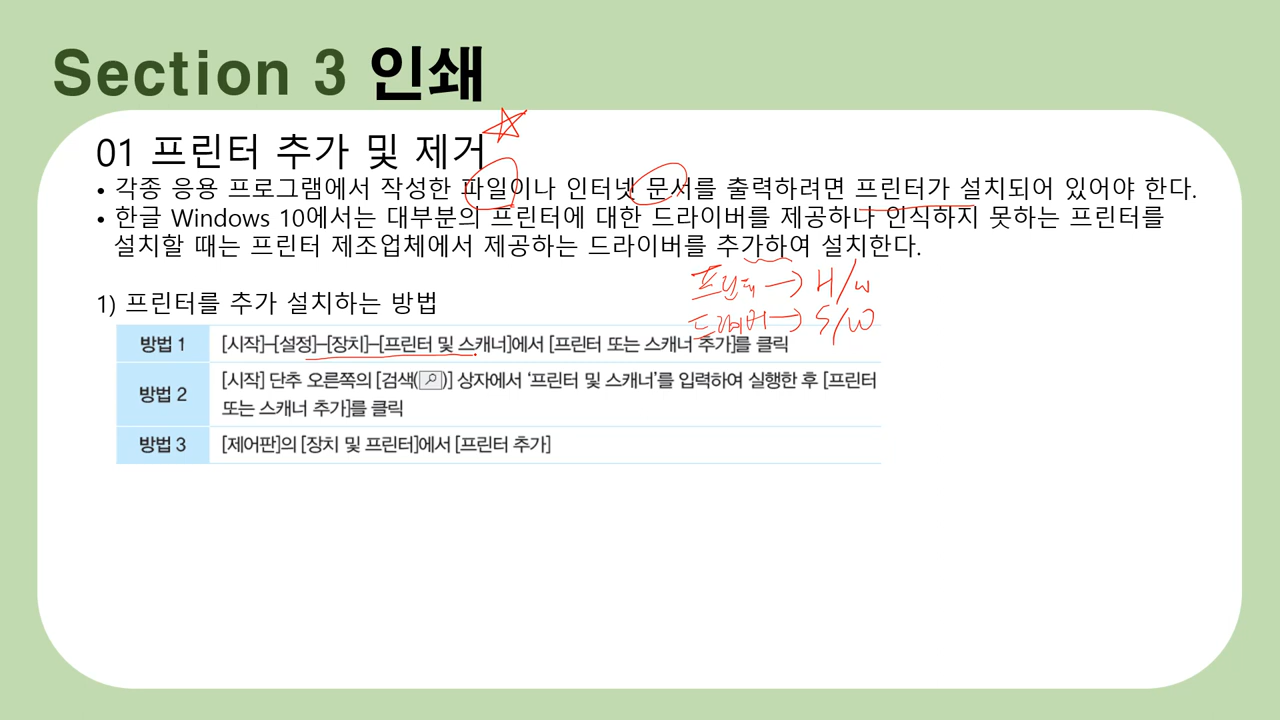 Section 3 인쇄
01 프린터 추가 및 제거
• 각종 응용 프로그램에서 작성한 파일이나 인터넷 문서를 출력하려면 프린터가 설치되어 있어야 한다.
• 한글 Windows 10에서는 대부분의 프린터에 대한 드라이버를 제공하나 인식하지 못하는 프린터를
설치할 때는 프린터 제조업체에서 제공하는 드라이버를 추가하여 설치한다.
프린터 → H/W
드라이버 → S/W
1) 프린터를 추가 설치하는 방법
방법 1 [시작]-[설정]-[장치]-[프린터 및 스캐너]에서 [프린터 또는 스캐너 추가]를 클릭
방법 2 [시작] 단추 오른쪽의 [검색()] 상자에서 ‘프린터 및 스캐너’를 입력하여 실행한 후 [프린터
또는 스캐너 추가]를 클릭
방법 3 [제어판]의 [장치 및 프린터]에서 [프린터 추가]